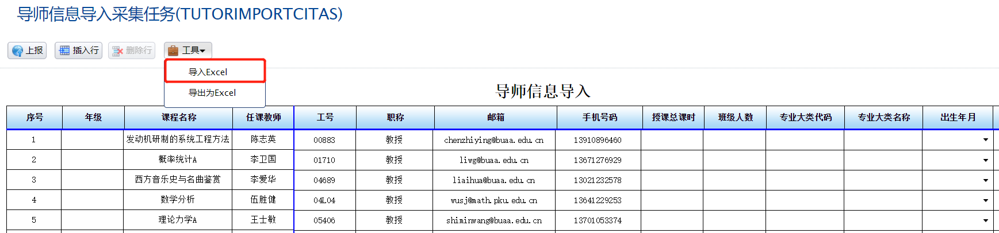 导师信息导入采集任务(TUTORIMPORTCITAS)
上报 插入行 删除行 工具
导入Excel
导出为Excel
导师信息导入
序号 年级 课程名称 任课教师 工号 职称 邮箱 手机号码 授课总课时 班级人数 专业大类代码 专业大类名称 出生年月
1 发动机研制的系统工程方法 陈志英 00883 教授 chenzhiying@buaa.edu.cn 13910896460
2 概率统计A 李卫国 01710 教授 liwg@buaa.edu.cn 13671276929
3 西方音乐史与名曲鉴赏 李爱华 04689 教授 liaihua@buaa.edu.cn 13021232578
4 数学分析 伍胜健 04L04 教授 wusj@math.pku.edu.cn 13641229253
5 理论力学A 王士敏 05406 教授 shiminwang@buaa.edu.cn 13701053374